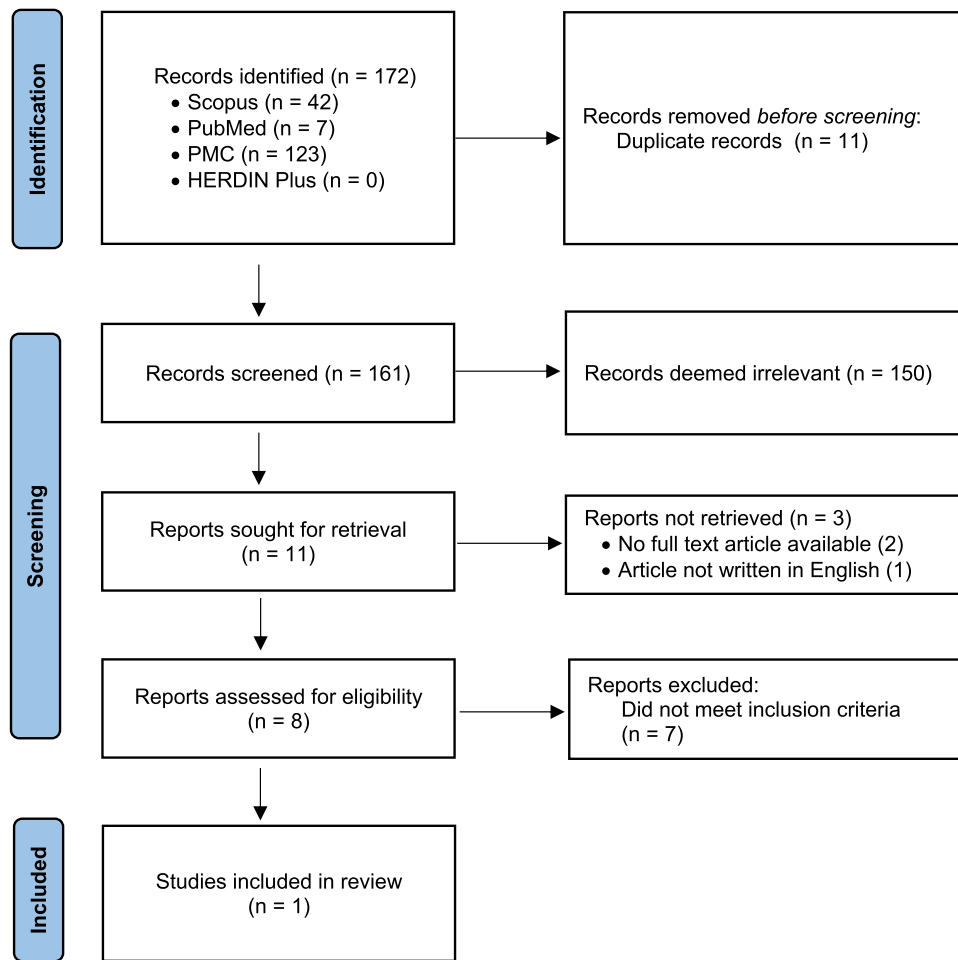 Identification
Records identified (n = 172)
• Scopus (n = 42)
• PubMed (n = 7)
• PMC (n = 123)
• HERDIN Plus (n = 0)
Records removed before screening:
Duplicate records (n = 11)
Screening
Records screened (n = 161)
Records deemed irrelevant (n = 150)
Reports sought for retrieval
(n = 11)
Reports not retrieved (n = 3)
• No full text article available (2)
• Article not written in English (1)
Reports assessed for eligibility
(n = 8)
Reports excluded:
Did not meet inclusion criteria
(n = 7)
Included
Studies included in review
(n = 1)